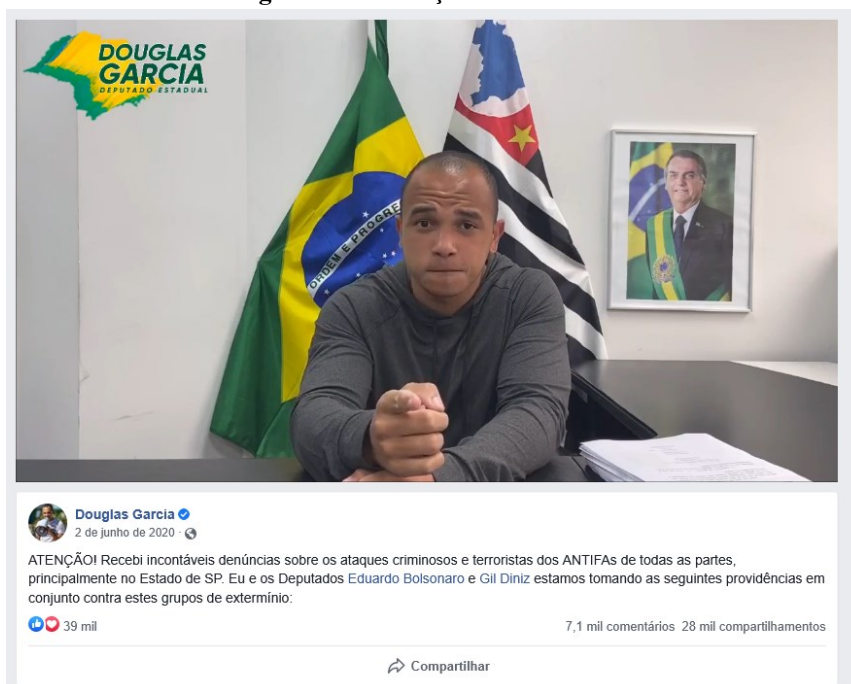 DOUGLAS
GARCIA
DEPUTADO ESTADUAL
ORDEM E PROGRE
Douglas Garcia
2 de junho de 2020 ·
ATENÇÃO! Recebi incontáveis denúncias sobre os ataques criminosos e terroristas dos ANTIFAs de todas as partes,
principalmente no Estado de SP. Eu e os Deputados Eduardo Bolsonaro e Gil Diniz estamos tomando as seguintes providências em
conjunto contra estes grupos de extermínio:
39 mil
7,1 mil comentários 28 mil compartilhamentos
Compartilhar